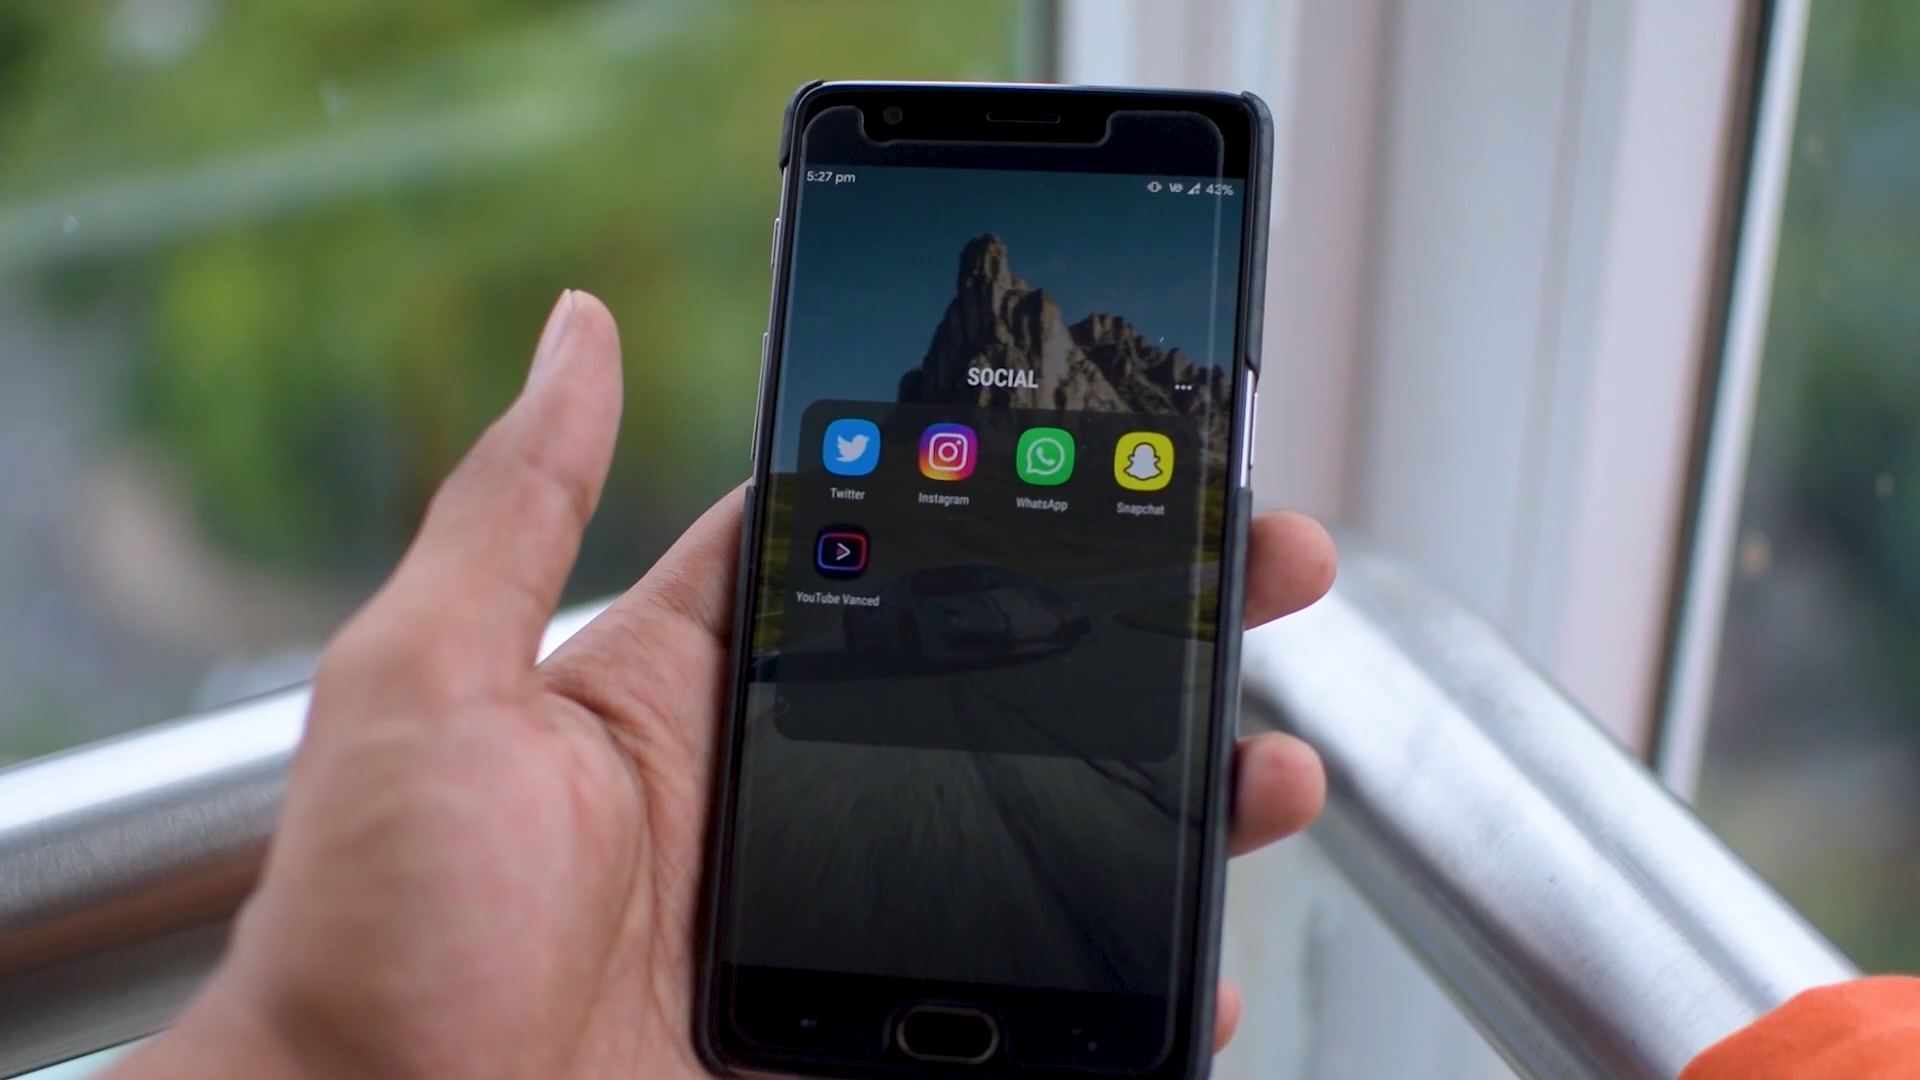 5:27 pm
43%
SOCIAL
Twitter
Instagram
WhatsApp
Snapchat
YouTube Vanced